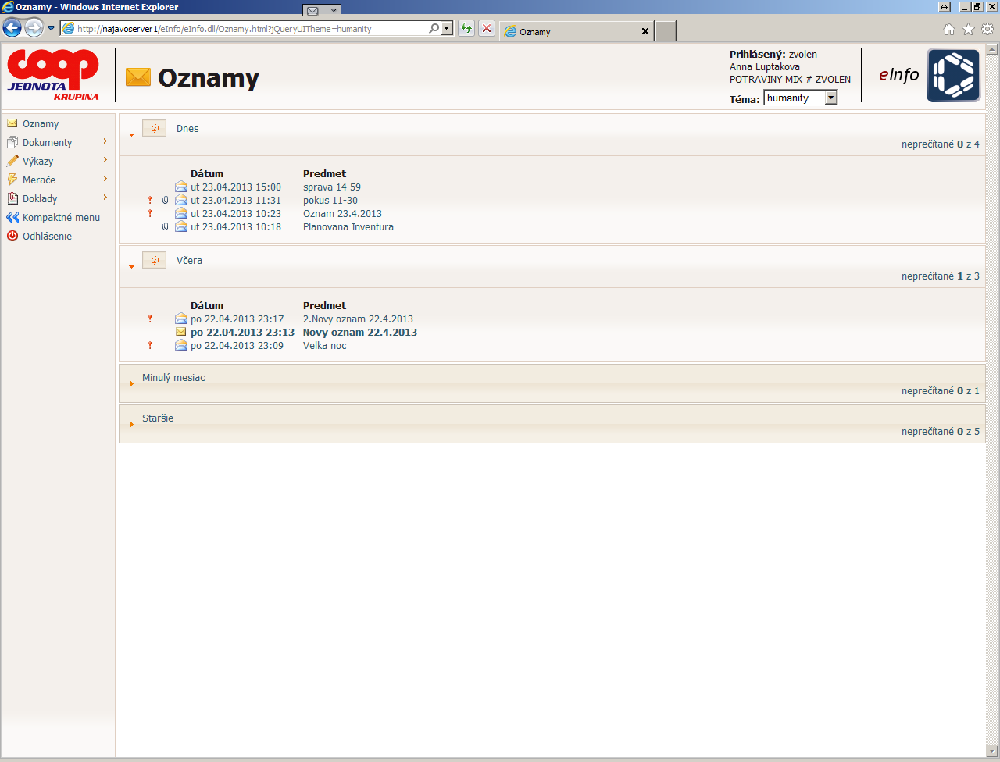 Oznamy - Windows Internet Explorer
http://najavoserver1/eInfo/eInfo.dll/Oznamy.html?jQueryUITheme=humanity
Oznamy
coop
JEDNOTA
KRUPINA
Oznamy
Prihlásený: zvolen
Anna Luptakova
POTRAVINY MIX # ZVOLEN
Téma: humanity
eInfo
Oznamy
Dokumenty
Výkazy
Merače
Doklady
Kompaktné menu
Odhlásenie
Dnes
neprečítané 0 z 4
Dátum Predmet
ut 23.04.2013 15:00 sprava 14 59
ut 23.04.2013 11:31 pokus 11-30
ut 23.04.2013 10:23 Oznam 23.4.2013
ut 23.04.2013 10:18 Planovana Inventura
Včera
neprečítané 1 z 3
Dátum Predmet
po 22.04.2013 23:17 2.Novy oznam 22.4.2013
po 22.04.2013 23:13 Novy oznam 22.4.2013
po 22.04.2013 23:09 Velka noc
Minulý mesiac
neprečítané 0 z 1
Staršie
neprečítané 0 z 5